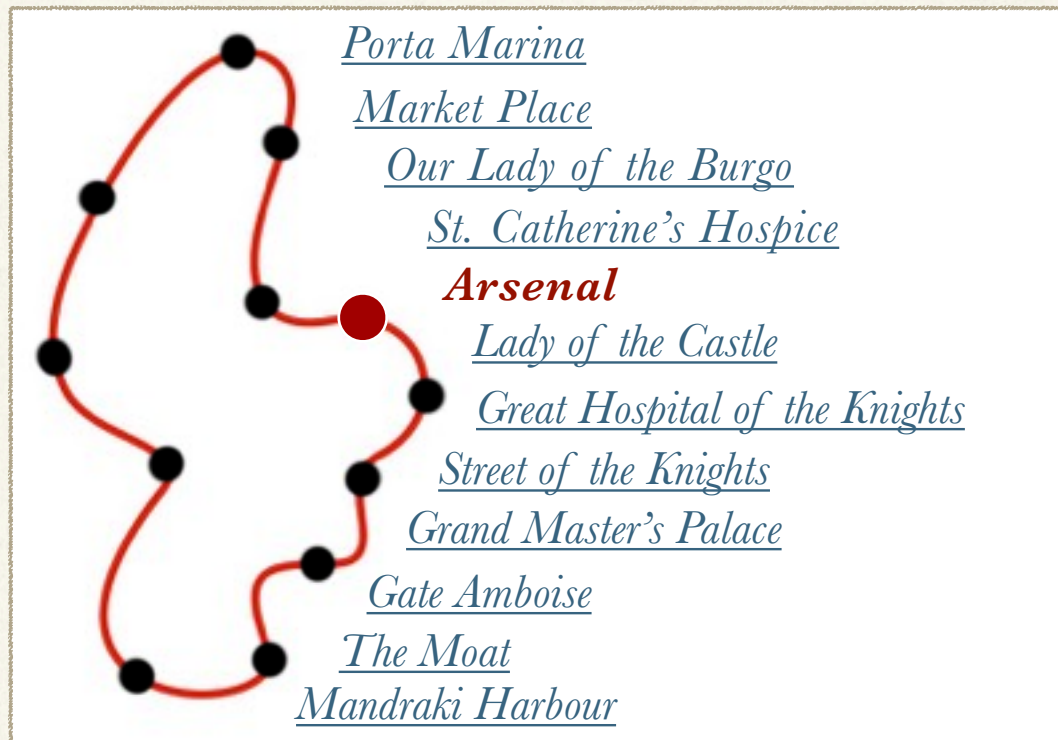 Porta Marina
Market Place
Our Lady of the Burgo
St. Catherine’s Hospice
Arsenal
Lady of the Castle
Great Hospital of the Knights
Street of the Knights
Grand Master’s Palace
Gate Amboise
The Moat
Mandraki Harbour